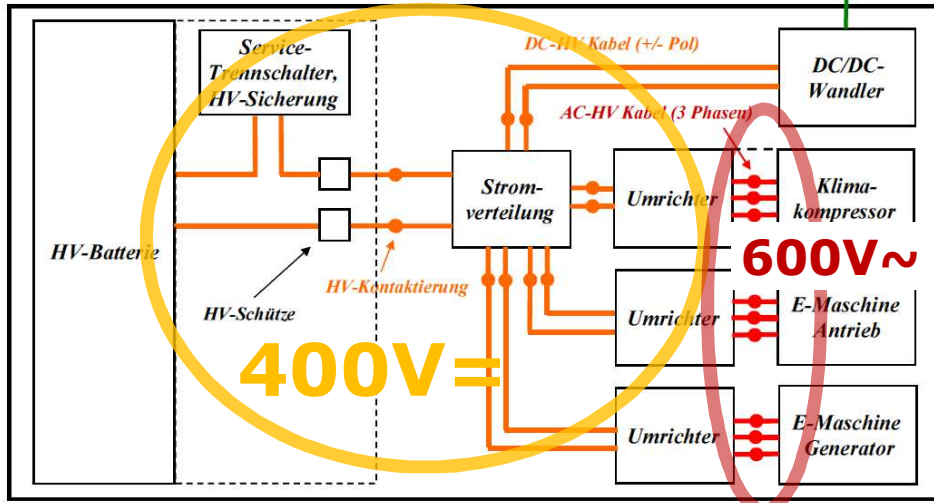 Service-
Trennschalter,
HV-Sicherung
DC-HV Kabel (+/- Pol)
DC/DC-
Wandler
AC-HV Kabel (3 Phasen)
Strom-
verteilung
Umrichter
Klima-
kompressor
HV-Batterie
600V~
HV-Kontaktierung
HV-Schütze
Umrichter
E-Maschine
Antrieb
400V=
Umrichter
E-Maschine
Generator